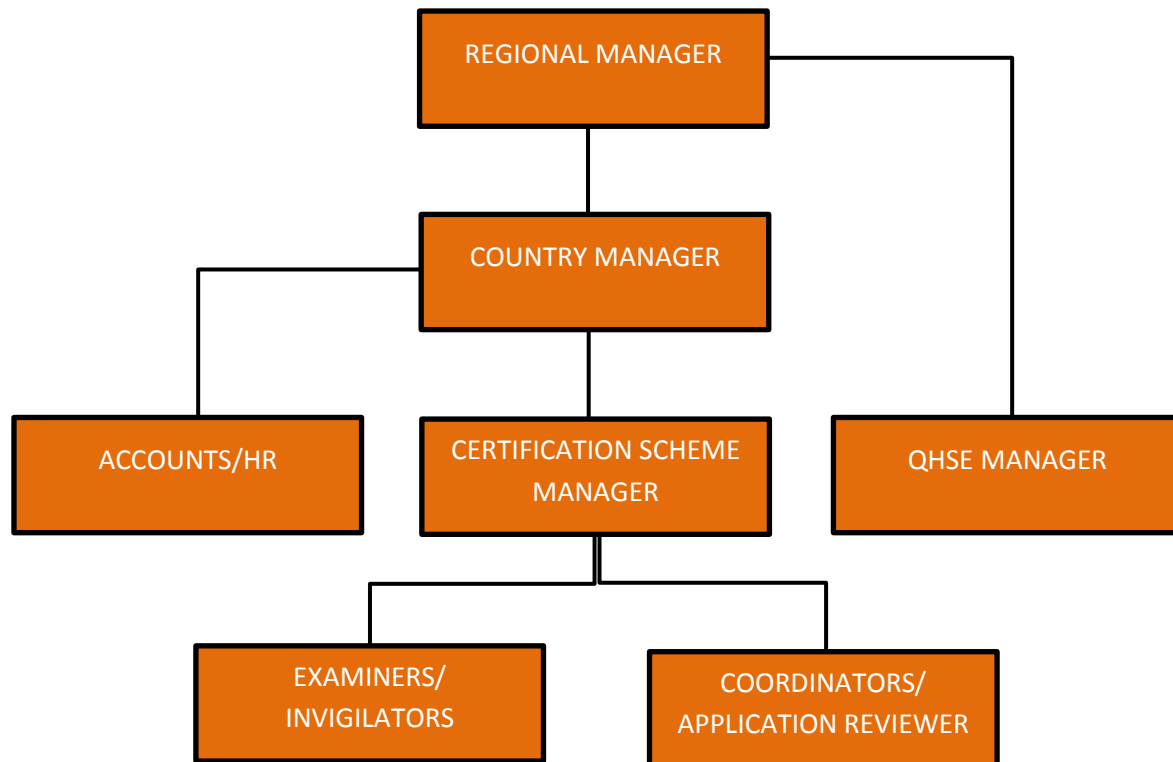 REGIONAL MANAGER
COUNTRY MANAGER
ACCOUNTS/HR
CERTIFICATION SCHEME
MANAGER
QHSE MANAGER
EXAMINERS/
INVIGILATORS
COORDINATORS/
APPLICATION REVIEWER